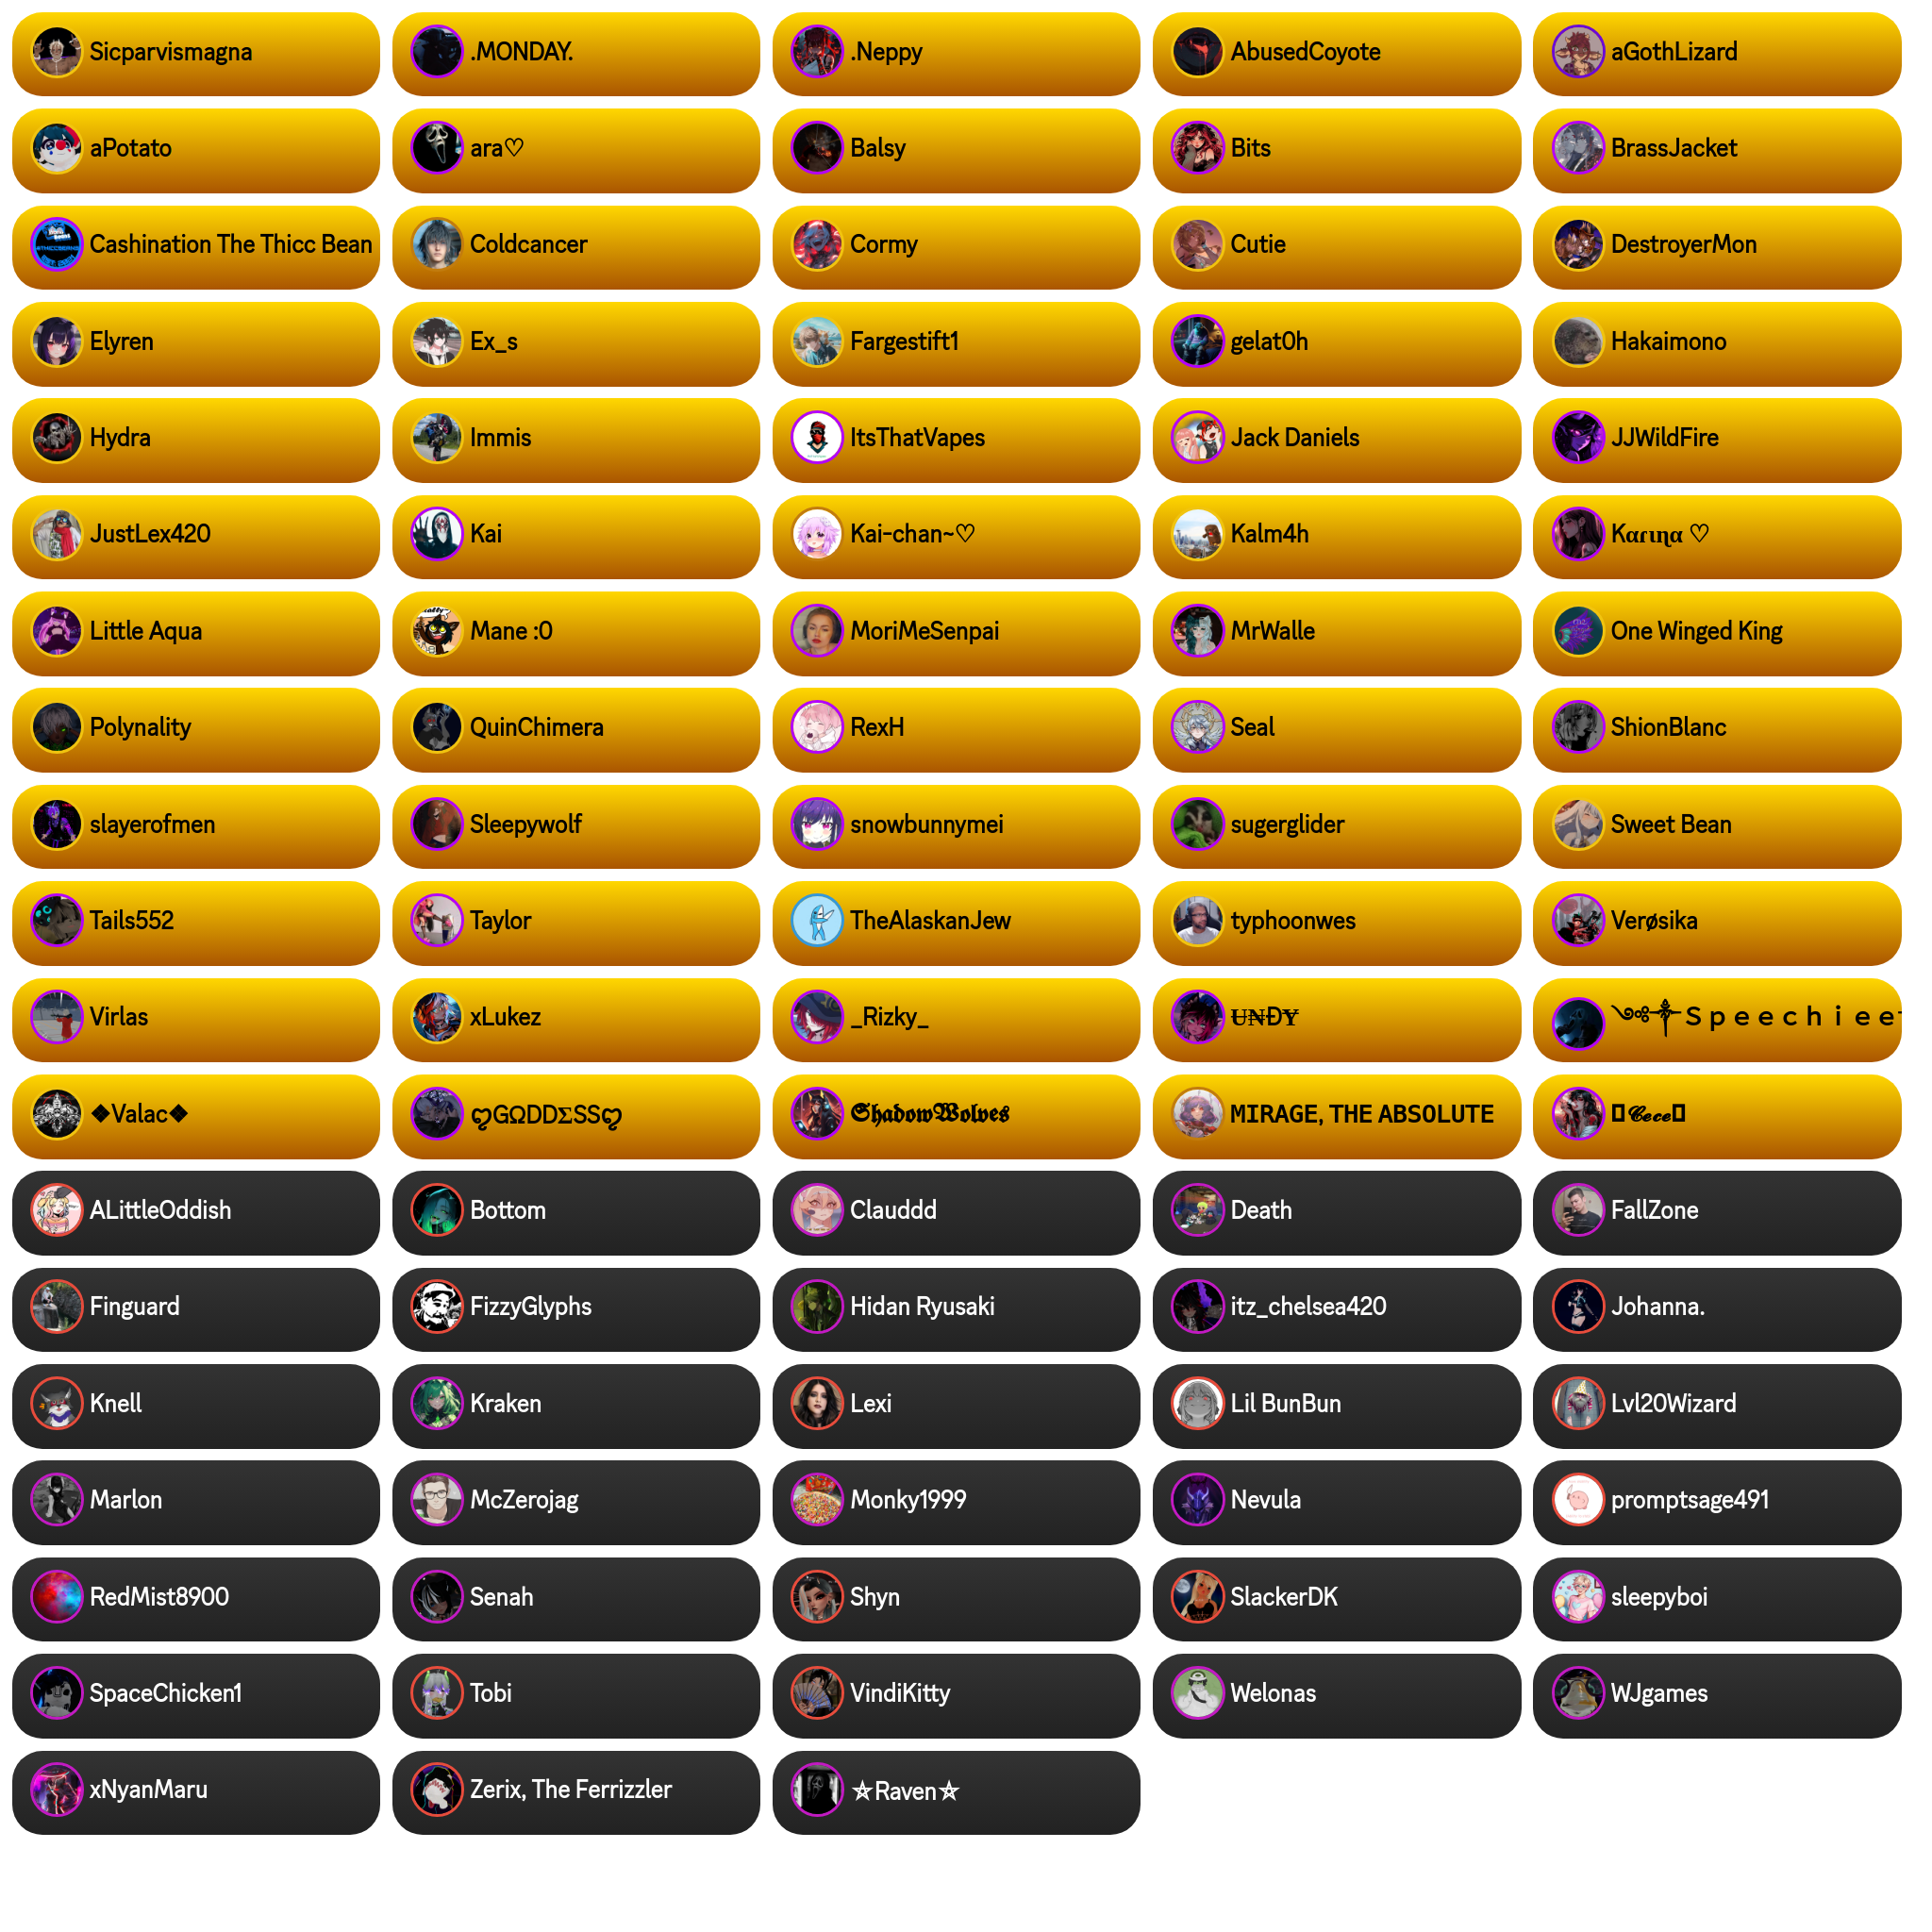 Sicparvismagna
.MONDAY.
.Neppy
AbusedCoyote
aGothLizard
aPotato
ara♡
Balsy
Bits
BrassJacket
Cashination The Thicc Bean
Coldcancer
Cormy
Cutie
DestroyerMon
Elyren
Ex_s
Fargestift1
gelat0h
Hakaimono
Hydra
Immis
ItsThatVapes
Jack Daniels
JJWildFire
JustLex420
Kai
Kai-chan~♡
Kalm4h
Kαɾιɳα ♡
Little Aqua
Mane :0
MoriMeSenpai
MrWalle
One Winged King
Polynality
QuinChimera
RexH
Seal
ShionBlanc
slayerofmen
Sleepywolf
snowbunnymei
sugerglider
Sweet Bean
Tails552
Taylor
TheAlaskanJew
typhoonwes
Verøsika
Virlas
xLukez
_Rizky_
U̶₦ĐɎ
༺༒Ｓｐｅｅｃｈｉｅｅ
❖Valac❖
ღGΩDDΣSSღ
𝕾𝖍𝖆𝖉𝖔𝖜𝖂𝖔𝖑𝖛𝖊𝖘
MIRAGE, THE ABSOLUTE
𝓒𝓮𝓬𝓮
ALittleOddish
Bottom
Clauddd
Death
FallZone
Finguard
FizzyGlyphs
Hidan Ryusaki
itz_chelsea420
Johanna.
Knell
Kraken
Lexi
Lil BunBun
Lvl20Wizard
Marlon
McZerojag
Monky1999
Nevula
promptsage491
RedMist8900
Senah
Shyn
SlackerDK
sleepyboi
SpaceChicken1
Tobi
VindiKitty
Welonas
WJgames
xNyanMaru
Zerix, The Ferrizzler
⛤Raven⛤